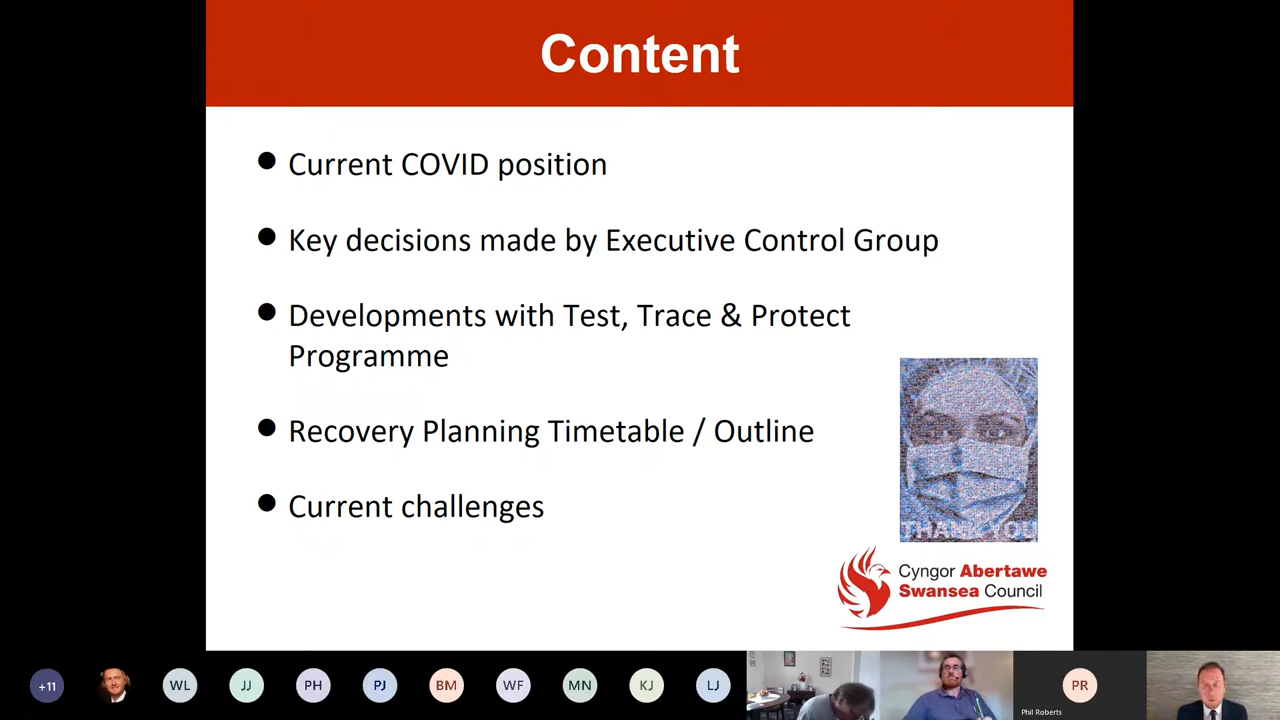 Content
Current COVID position
Key decisions made by Executive Control Group
Developments with Test, Trace & Protect
Programme
Recovery Planning Timetable / Outline
Current challenges
THANK YOU
Cyngor Abertawe
Swansea Council
+11
WL
JJ
PH
PJ
BM
WF
MN
KJ
LJ
PR
Phil Roberts